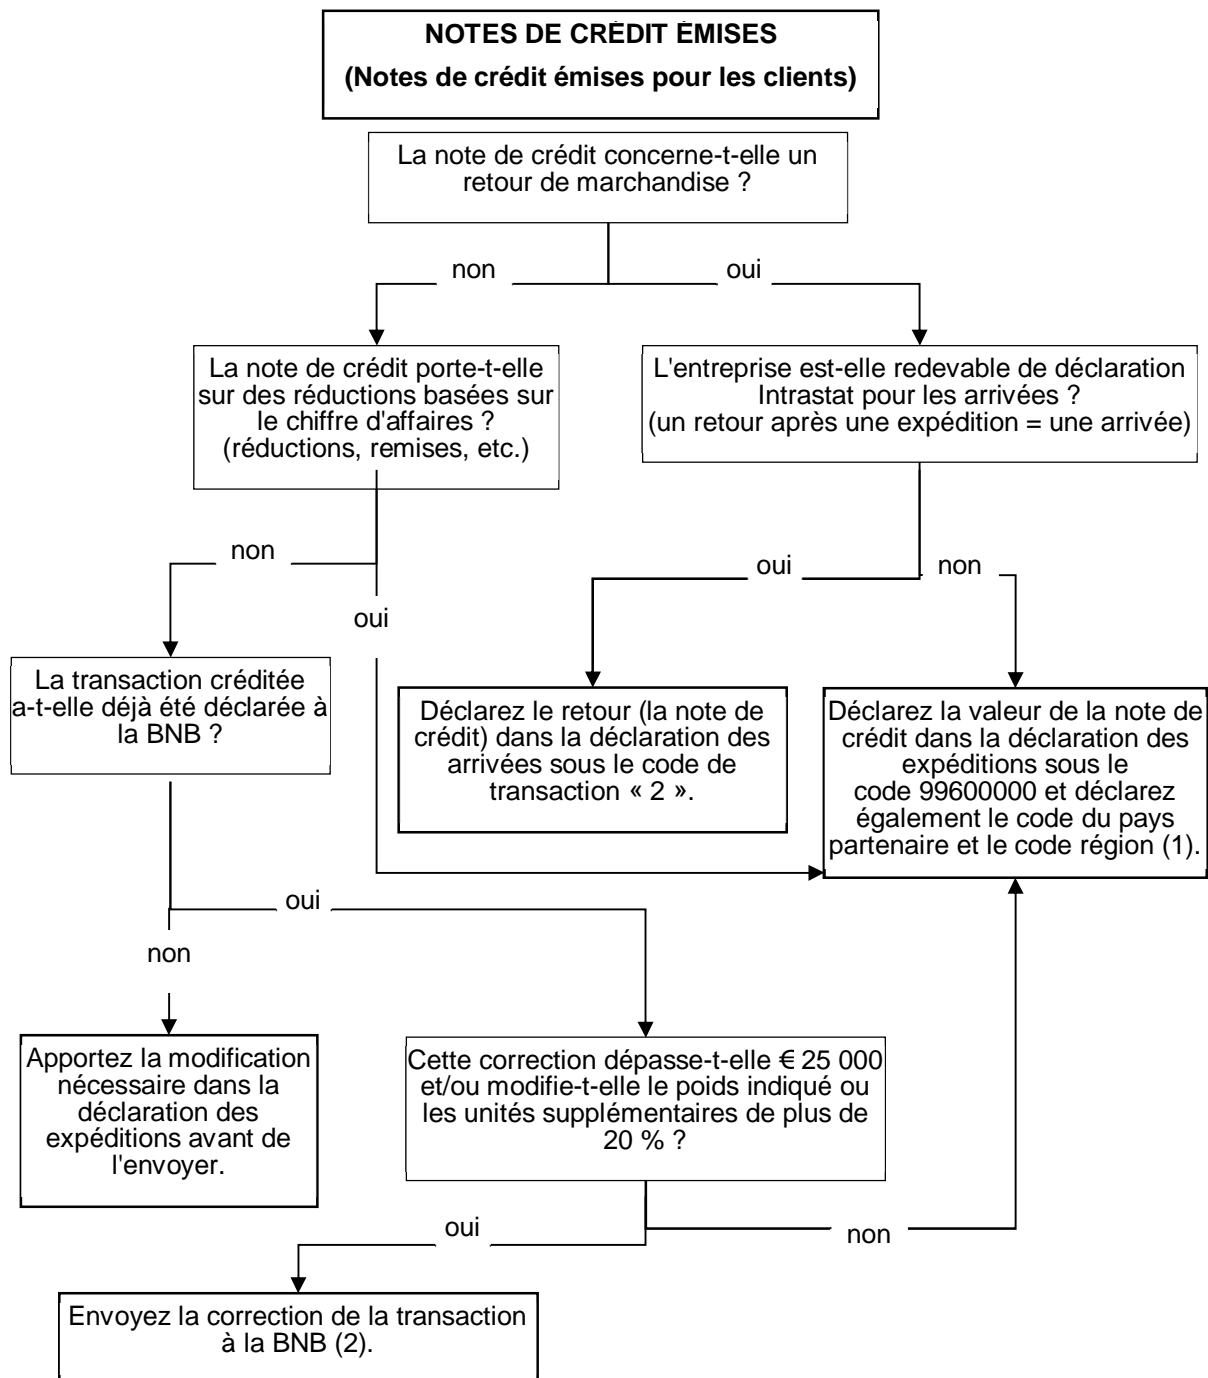 NOTES DE CRÉDIT ÉMISES
(Notes de crédit émises pour les clients)
La note de crédit concerne-t-elle un
retour de marchandise ?
non
oui
La note de crédit porte-t-elle
sur des réductions basées sur
le chiffre d'affaires ?
(réductions, remises, etc.)
L'entreprise est-elle redevable de déclaration
Intrastat pour les arrivées ?
(un retour après une expédition = une arrivée)
non
oui
oui
non
La transaction créditée
a-t-elle déjà été déclarée à
la BNB ?
Déclarez le retour (la note de
crédit) dans la déclaration des
arrivées sous le code de
transaction « 2 ».
Déclarez la valeur de la note de
crédit dans la déclaration des
expéditions sous le
code 99600000 et déclarez
également le code du pays
partenaire et le code région (1).
oui
non
Apportez la modification
nécessaire dans la
déclaration des
expéditions avant de
l'envoyer.
Cette correction dépasse-t-elle € 25 000
et/ou modifie-t-elle le poids indiqué ou
les unités supplémentaires de plus de
20 % ?
oui
non
Envoyez la correction de la transaction
à la BNB (2).